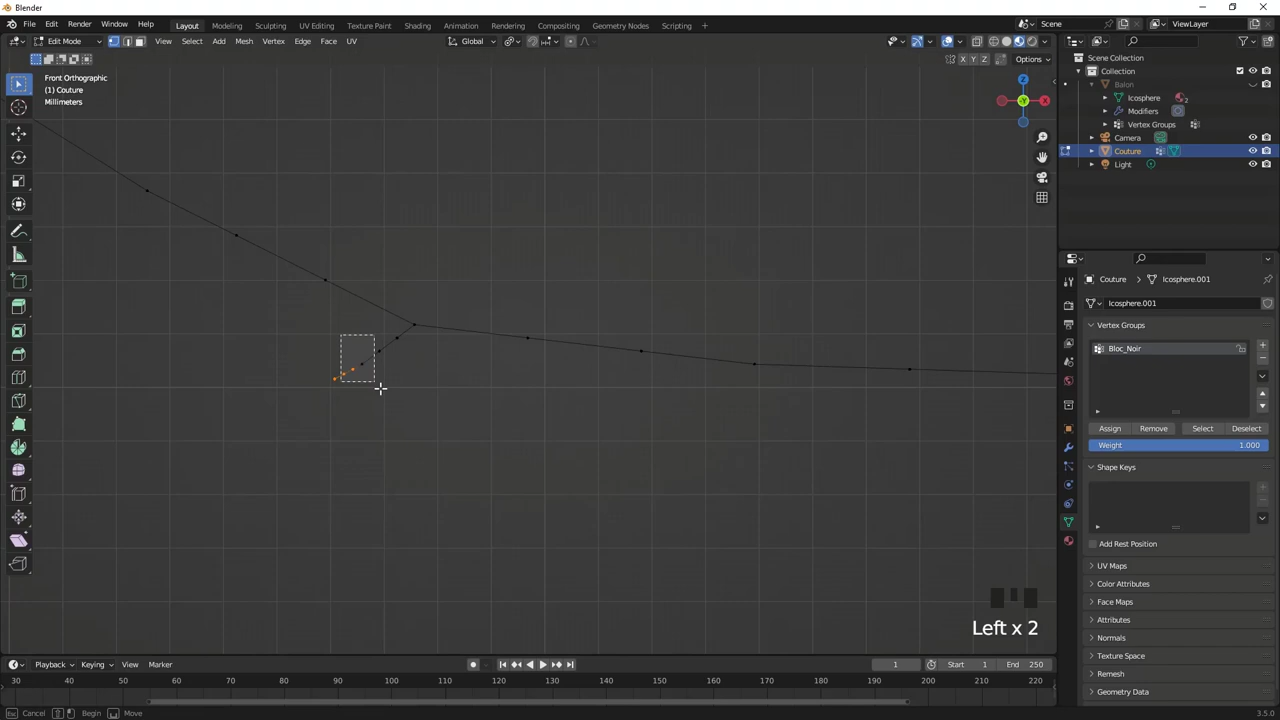 Blender
File Edit Render Window Help
Layout Modeling Sculpting UV Editing Texture Paint Shading Animation Rendering Compositing Geometry Nodes Scripting +
Scene
ViewLayer
Edit Mode View Select Add Mesh Vertex Edge Face UV
Global
X Y Z
Options
Front Orthographic
(1) Couture
Millimeters
Z
-Y
X
Left x 2
Scene Collection
Collection
Balon
Icosphere
2
Modifiers
Vertex Groups
Camera
Couture
Light
Couture
Icosphere.001
Icosphere.001
Vertex Groups
Bloc_Noir
Assign Remove Select Deselect
Weight 1.000
Shape Keys
Add Rest Position
UV Maps
Color Attributes
Face Maps
Attributes
Normals
Texture Space
Remesh
Geometry Data
Playback Keying View Marker
1
Start 1
End 250
30 40 50 60 70 80 90 100 110 120 130 140 150 160 170 180 190 200 210 220
Cancel Begin Move
3.5.0